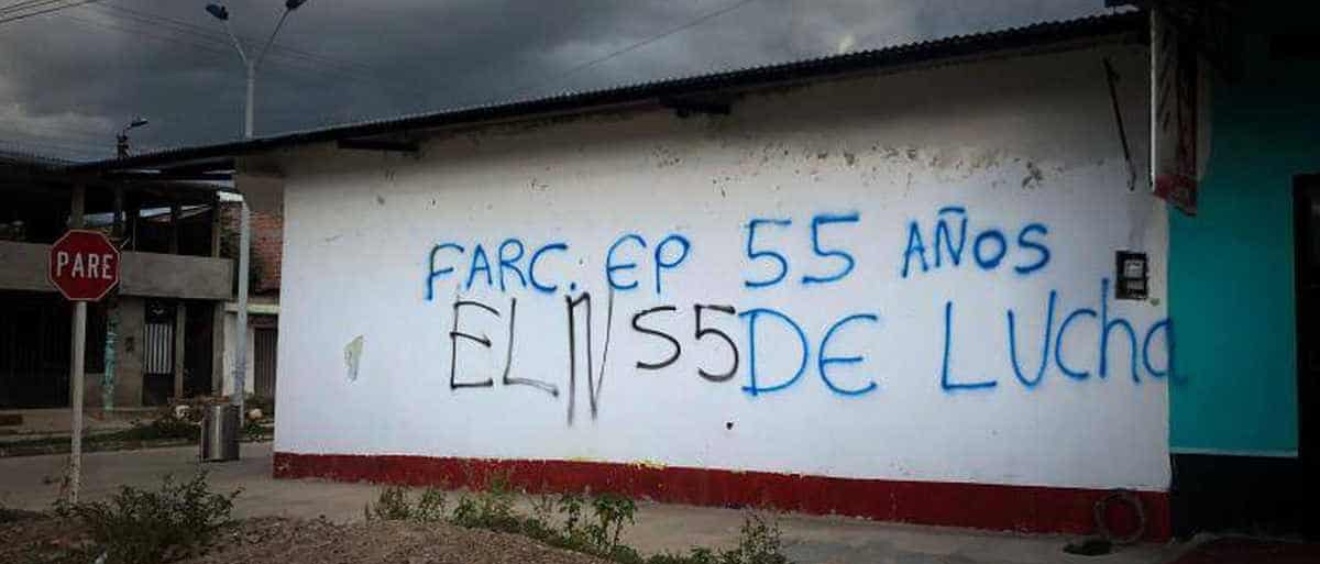 PARE
FARC. EP 55 AÑOS
ELN 55 DE LUCha